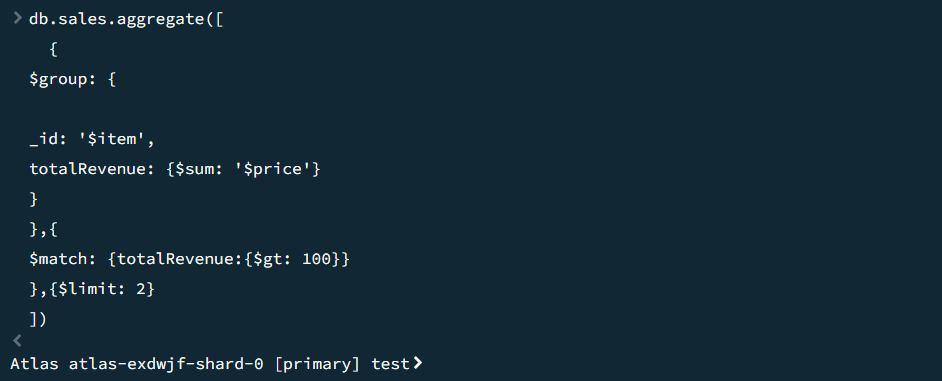 > db.sales.aggregate([
{
$group: {
_id: '$item',
totalRevenue: {$sum: '$price'}
}
},{
$match: {totalRevenue:{$gt: 100}}
},{$limit: 2}
])
<
Atlas atlas-exdwjf-shard-0 [primary] test>